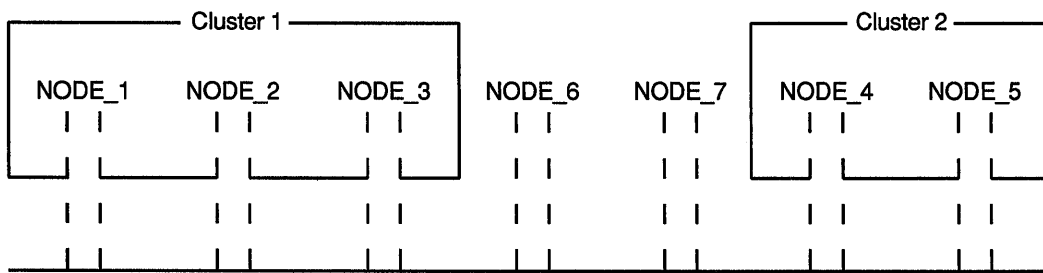 Cluster 1
Cluster 2
NODE_1 NODE_2 NODE_3 NODE_6 NODE_7 NODE_4 NODE_5